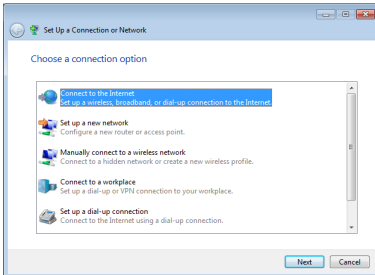 Set Up a Connection or Network
Choose a connection option
Connect to the Internet
Set up a wireless, broadband, or dial-up connection to the Internet.
Set up a new network
Configure a new router or access point.
Manually connect to a wireless network
Connect to a hidden network or create a new wireless profile.
Connect to a workplace
Set up a dial-up or VPN connection to your workplace.
Set up a dial-up connection
Connect to the Internet using a dial-up connection.
Next
Cancel